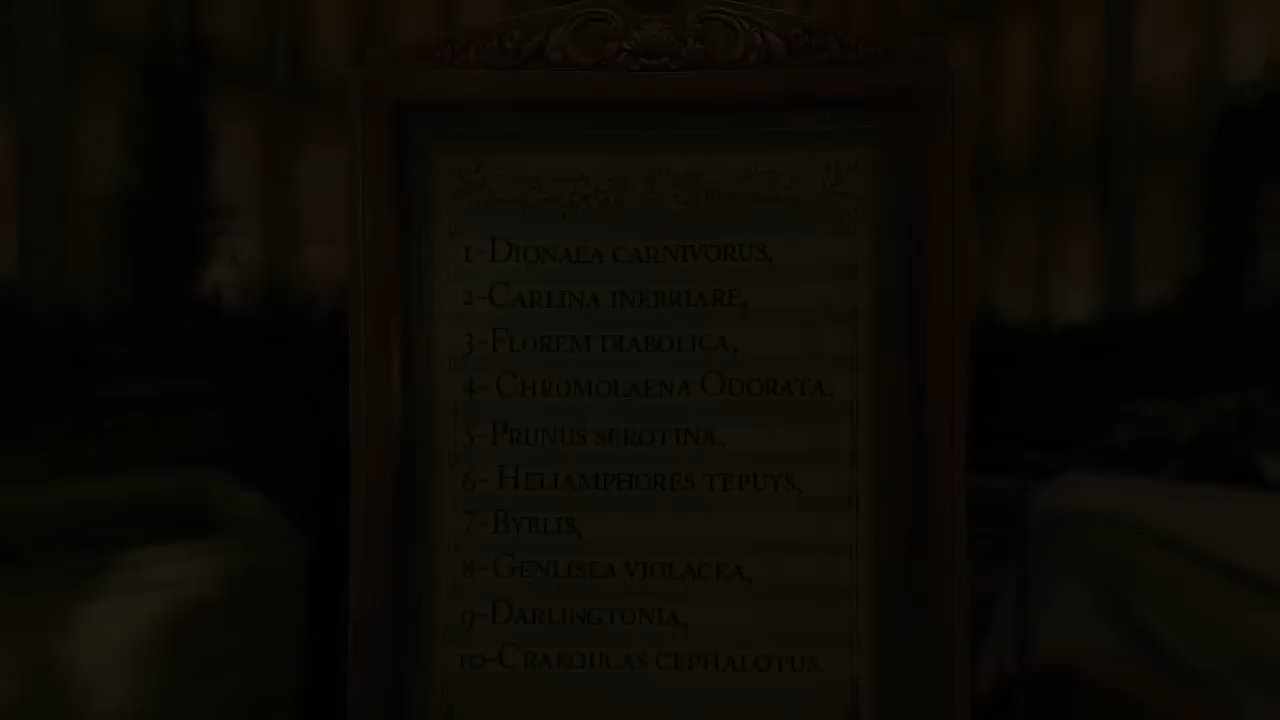 1-Dionaea carnivorus,
2-Carlina inebriare,
3-Florem diabolica,
4- Chromolaena Odorata,
5-Prunus serotina,
6- Heliamphores tepuys,
7-Byblis,
8-Genlisea violacea,
9-Darlingtonia,
10-Crakoucas cephalotus.